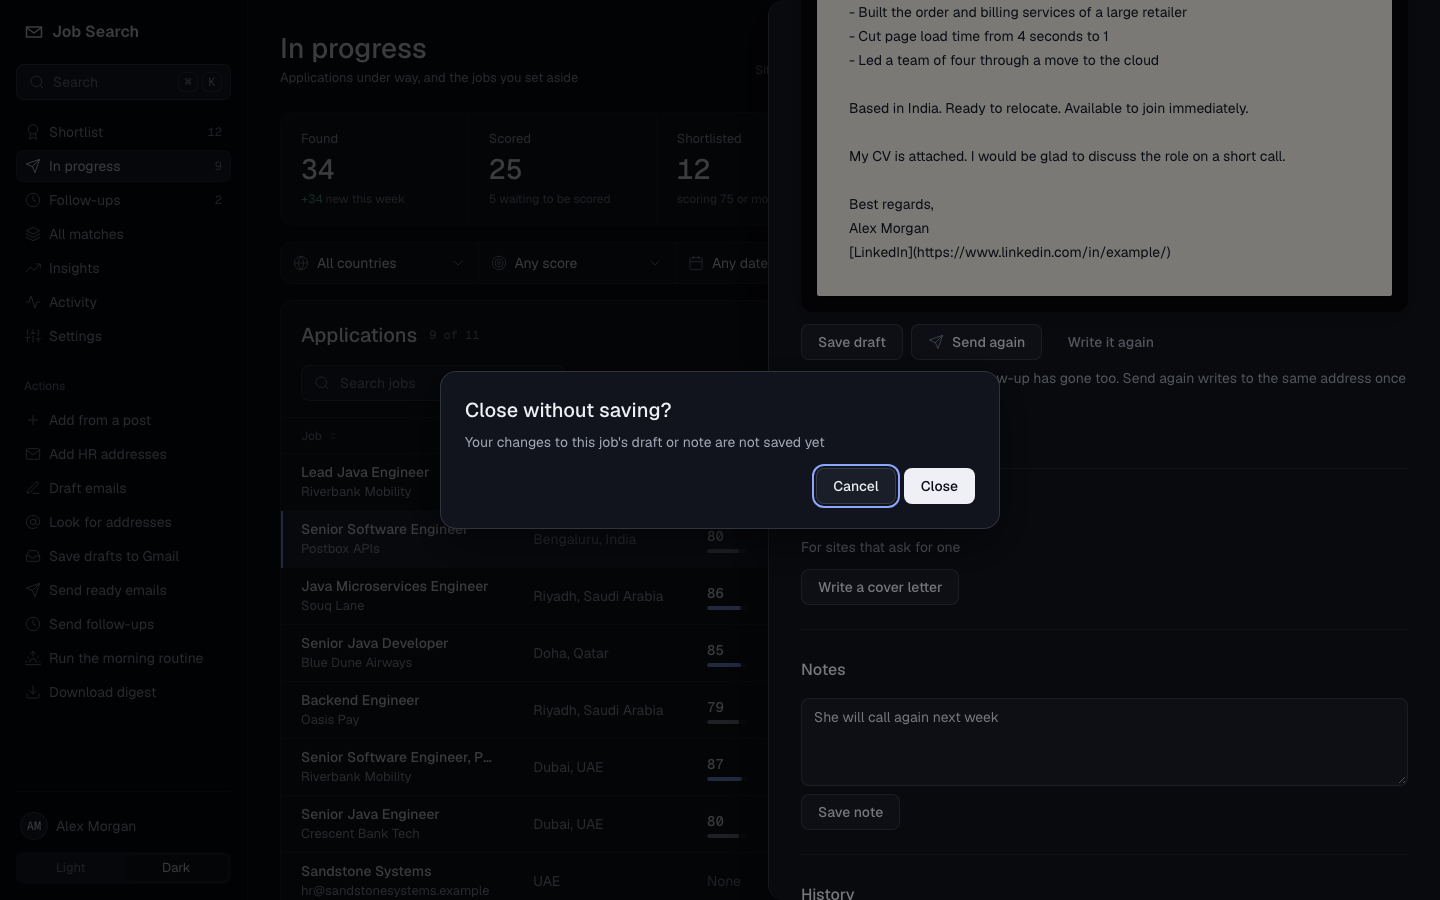 Job Search
Search ⌘ K
Shortlist 12
In progress 9
Follow-ups 2
All matches
Insights
Activity
Settings
Actions
Add from a post
Add HR addresses
Draft emails
Look for addresses
Save drafts to Gmail
Send ready emails
Send follow-ups
Run the morning routine
Download digest
AM Alex Morgan
Light Dark
In progress
Applications under way, and the jobs you set aside
Found
34
+34 new this week
Scored
25
5 waiting to be scored
Shortlisted
12
scoring 75 or mo
All countries
Any score
Any date
Applications 9 of 11
Search jobs
Job
Lead Java Engineer
Riverbank Mobility
Senior Software Engineer
Postbox APIs
Bengaluru, India
80
Java Microservices Engineer
Souq Lane
Riyadh, Saudi Arabia
86
Senior Java Developer
Blue Dune Airways
Doha, Qatar
85
Backend Engineer
Oasis Pay
Riyadh, Saudi Arabia
79
Senior Software Engineer, P...
Riverbank Mobility
Dubai, UAE
87
Senior Java Engineer
Crescent Bank Tech
Dubai, UAE
80
Sandstone Systems
hr@sandstonesystems.example
UAE
None
- Built the order and billing services of a large retailer
- Cut page load time from 4 seconds to 1
- Led a team of four through a move to the cloud
Based in India. Ready to relocate. Available to join immediately.
My CV is attached. I would be glad to discuss the role on a short call.
Best regards,
Alex Morgan
[LinkedIn](https://www.linkedin.com/in/example/)
Save draft
Send again
Write it again
w-up has gone too. Send again writes to the same address once
Close without saving?
Your changes to this job's draft or note are not saved yet
Cancel
Close
For sites that ask for one
Write a cover letter
Notes
She will call again next week
Save note
History